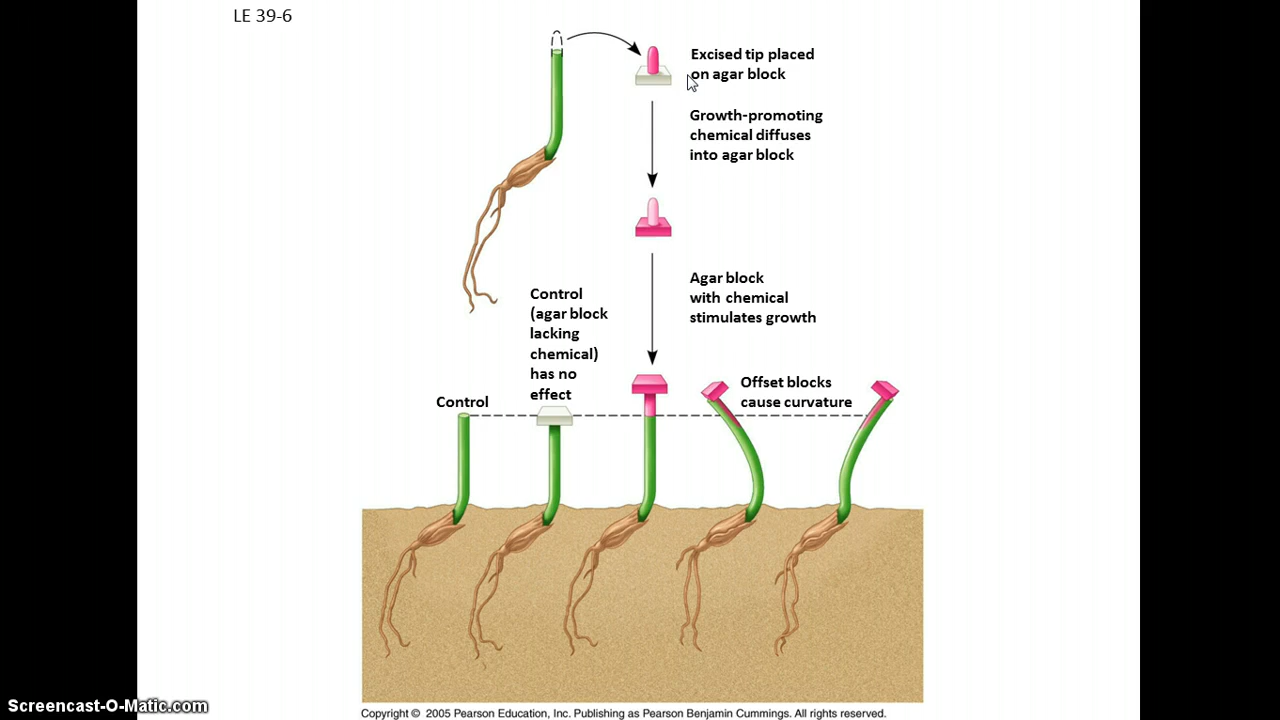 LE 39-6
Excised tip placed
on agar block
Growth-promoting
chemical diffuses
into agar block
Agar block
with chemical
stimulates growth
Control
(agar block
lacking
chemical)
has no
effect
Offset blocks
cause curvature
Control
Screencast-O-Matic.com
Copyright © 2005 Pearson Education, Inc. Publishing as Pearson Benjamin Cummings. All rights reserved.